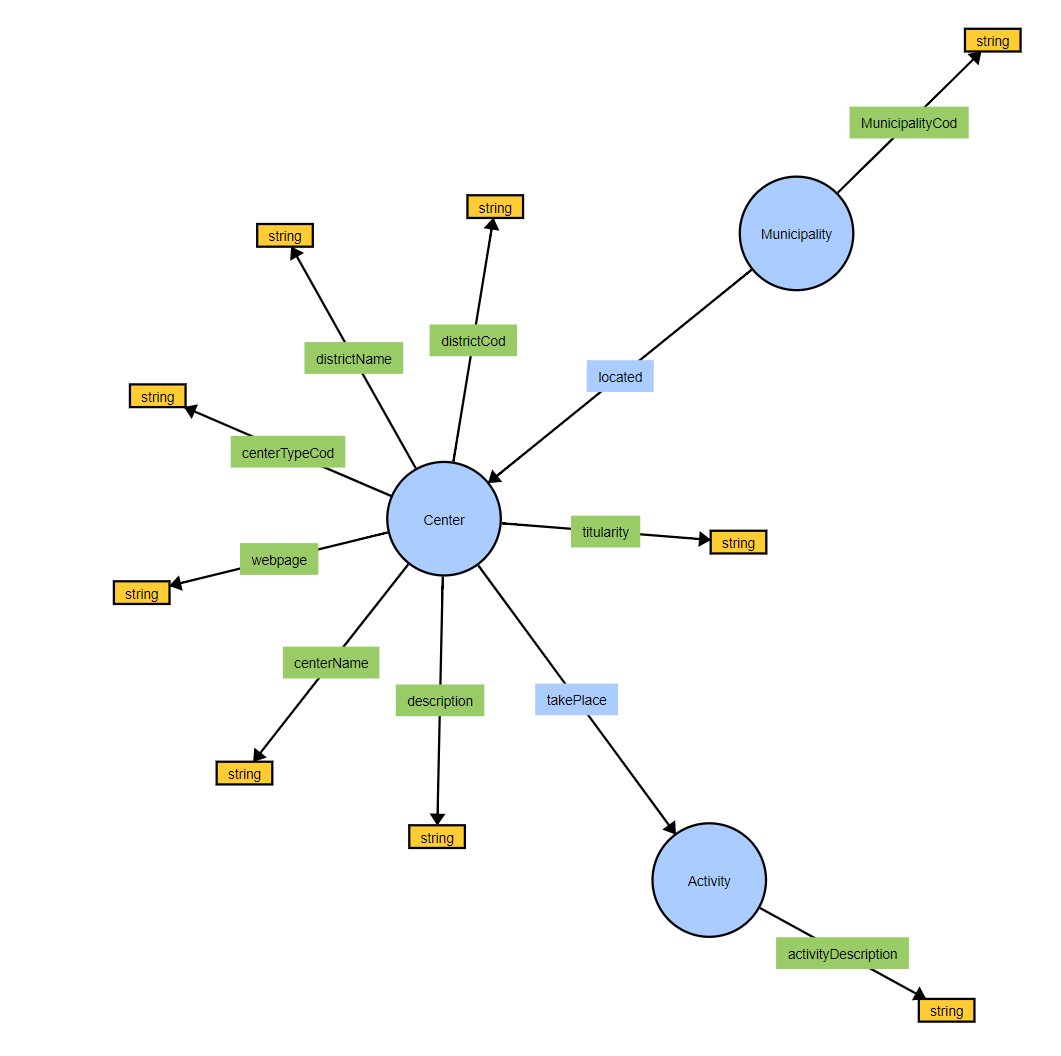 string
MunicipalityCod
string
string
Municipality
districtCod
districtName
located
string
centerTypeCod
Center
titularity
string
webpage
string
centerName
description
takePlace
string
string
Activity
activityDescription
string